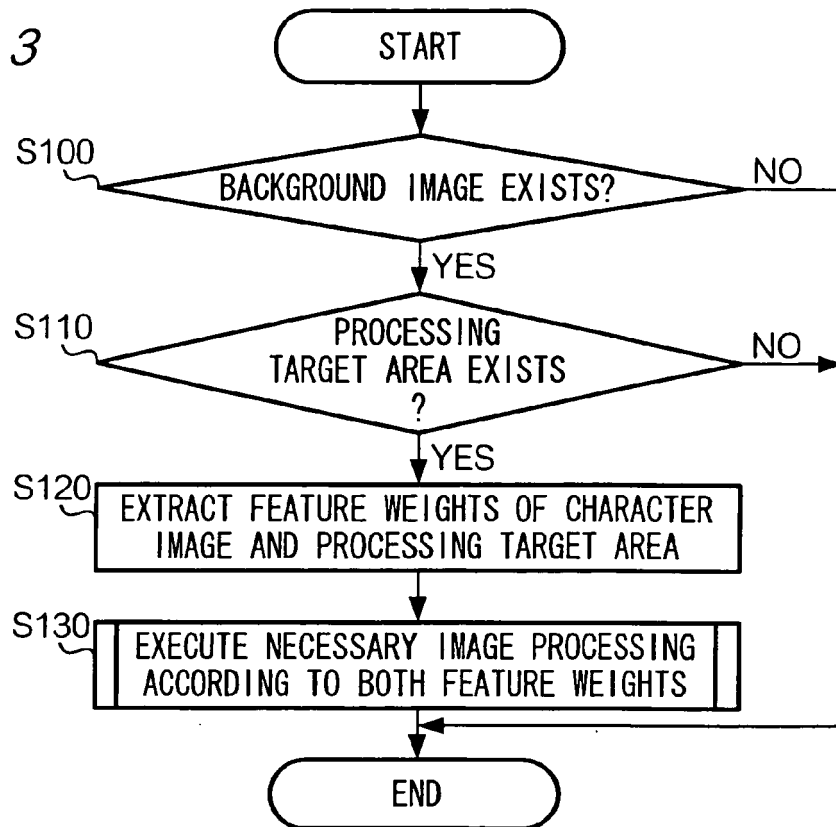 3
START
S100
BACKGROUND IMAGE EXISTS?
NO
YES
S110
PROCESSING
TARGET AREA EXISTS
?
NO
YES
S120
EXTRACT FEATURE WEIGHTS OF CHARACTER
IMAGE AND PROCESSING TARGET AREA
S130
EXECUTE NECESSARY IMAGE PROCESSING
ACCORDING TO BOTH FEATURE WEIGHTS
END